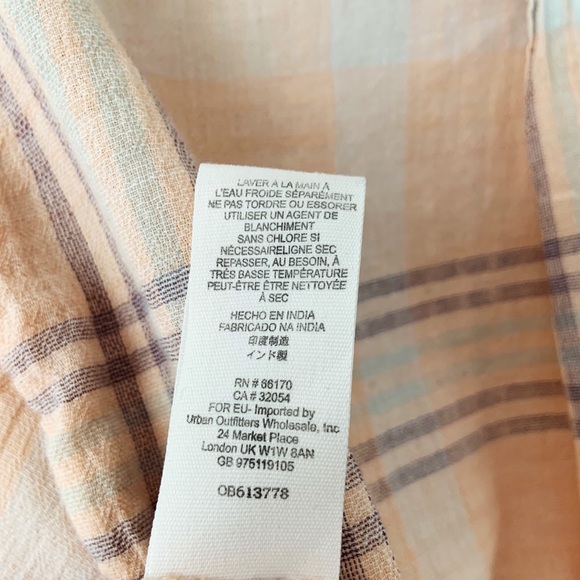 LAVER À LA MAIN À
L'EAU FROIDE SÉPARÉMENT
NE PAS TORDRE OU ESSORER
UTILISER UN AGENT DE
BLANCHIMENT
SANS CHLORE SI
NÉCESSAIRELIGNE SEC
REPASSER, AU BESOIN, À
TRÈS BASSE TEMPÉRATURE
PEUT-ÊTRE ÊTRE NETTOYÉE
À SEC
HECHO EN INDIA
FABRICADO NA INDIA
印度制造
インド製
RN # 66170
CA # 32054
FOR EU- Imported by
Urban Outfitters Wholesale, Inc
24 Market Place
London UK W1W 8AN
GB 975119105
OB613778